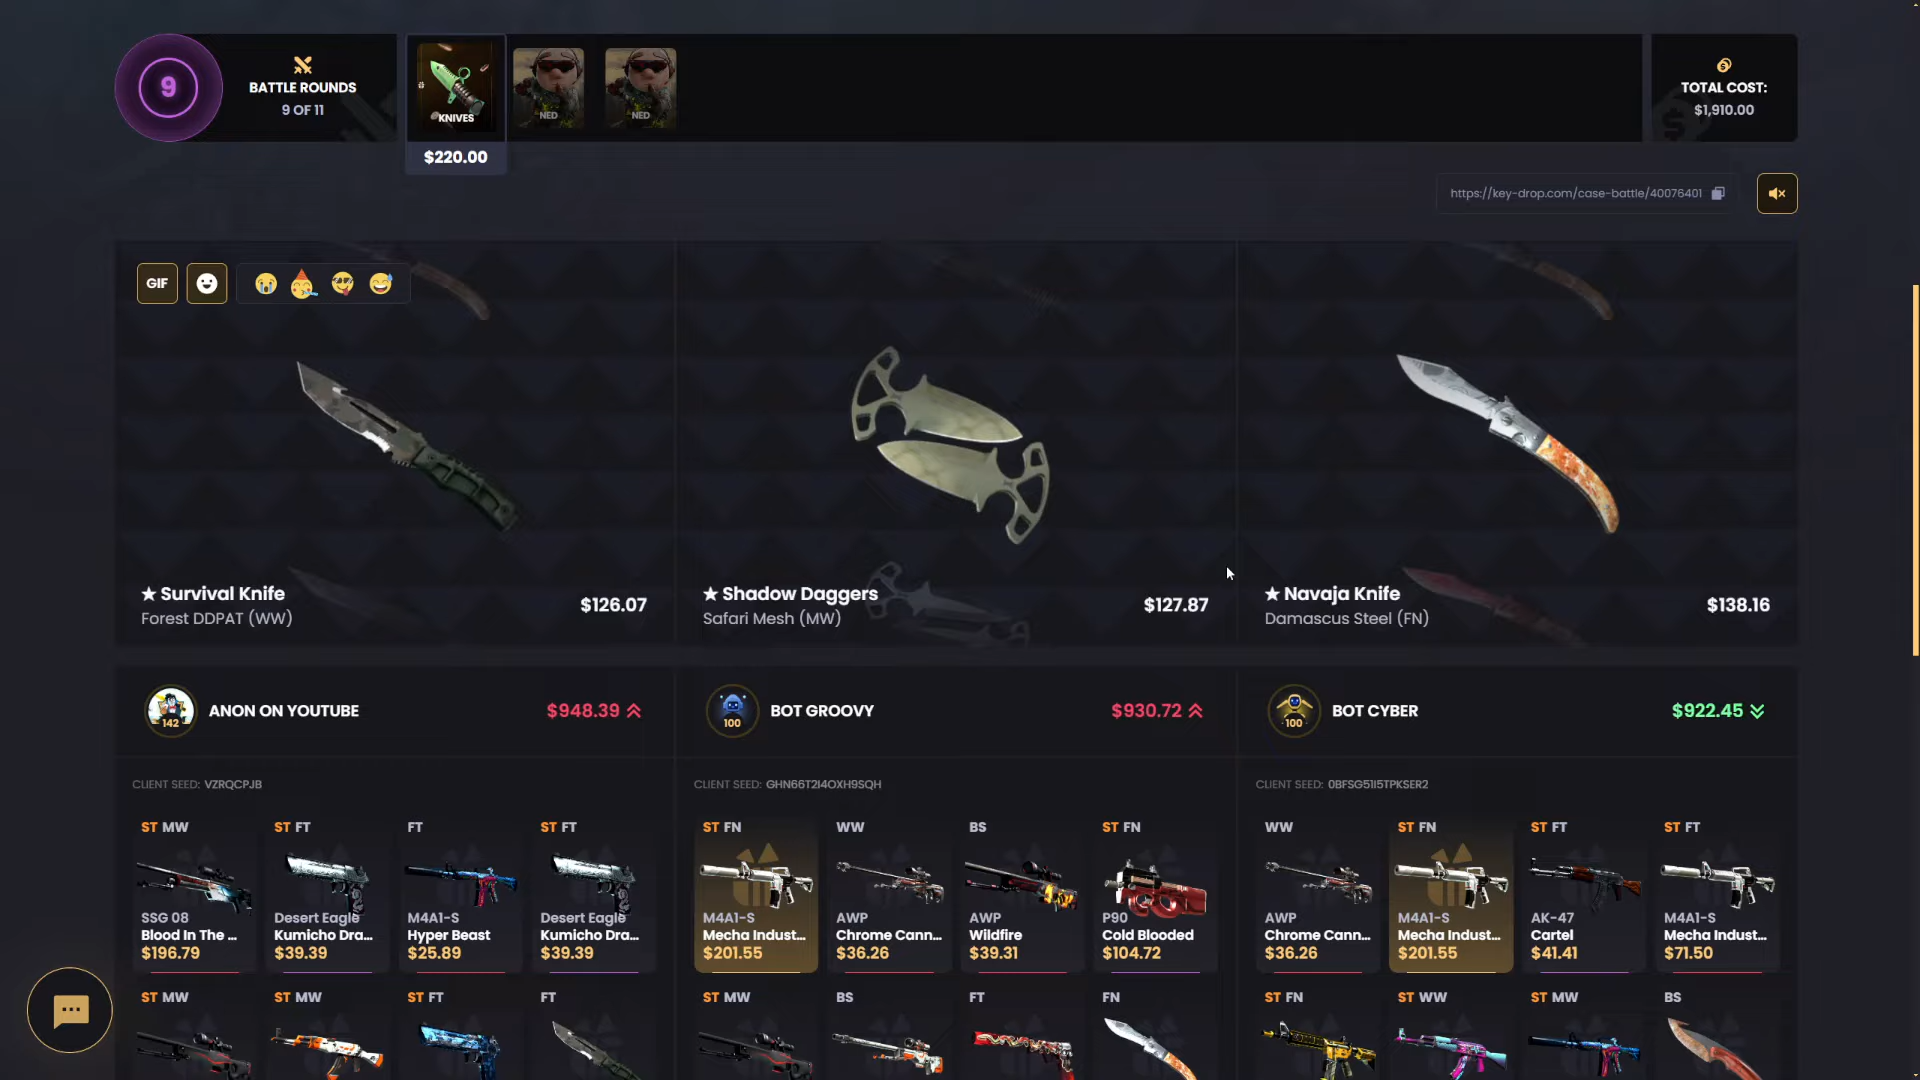 9
BATTLE ROUNDS
9 OF 11
KNIVES
$220.00
NED
NED
TOTAL COST:
$1,910.00
https://key-drop.com/case-battle/40076401
GIF
★ Survival Knife
Forest DDPAT (WW)
$126.07
★ Shadow Daggers
Safari Mesh (MW)
$127.87
★ Navaja Knife
Damascus Steel (FN)
$138.16
142
ANON ON YOUTUBE
$948.39
100
BOT GROOVY
$930.72
100
BOT CYBER
$922.45
CLIENT SEED: VZRQCPJB
CLIENT SEED: GHN66T2I4OXH9SQH
CLIENT SEED: 0BFSG51I5TPKSER2
ST MW
SSG 08
Blood In The ...
$196.79
ST FT
Desert Eagle
Kumicho Dra...
$39.39
FT
M4A1-S
Hyper Beast
$25.89
ST FT
Desert Eagle
Kumicho Dra...
$39.39
ST FN
M4A1-S
Mecha Indust...
$201.55
WW
AWP
Chrome Cann...
$36.26
BS
AWP
Wildfire
$39.31
ST FN
P90
Cold Blooded
$104.72
WW
AWP
Chrome Cann...
$36.26
ST FN
M4A1-S
Mecha Indust...
$201.55
ST FT
AK-47
Cartel
$41.41
ST FT
M4A1-S
Mecha Indust...
$71.50
ST MW
ST MW
ST FT
FT
ST MW
BS
FT
FN
ST FN
ST WW
ST MW
BS